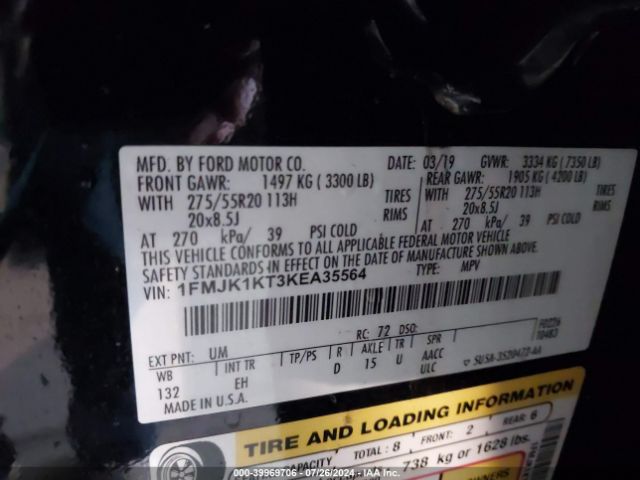 MFD. BY FORD MOTOR CO.
DATE: 03/19 GVWR: 3334 KG ( 7350 LB)
FRONT GAWR: 1497 KG ( 3300 LB)
REAR GAWR: 1905 KG ( 4200 LB)
WITH 275/55R20 113H TIRES
WITH 275/55R20 113H TIRES
20x8.5J RIMS
20x8.5J RIMS
AT 270 kPa/ 39 PSI COLD
AT 270 kPa/ 39 PSI COLD
THIS VEHICLE CONFORMS TO ALL APPLICABLE FEDERAL MOTOR VEHICLE
SAFETY STANDARDS IN EFFECT ON THE DATE OF MANUFACTURE SHOWN ABOVE.
VIN: 1FMJK1KT3KEA35564
TYPE: MPV
RC: 72 DSO:
EXT PNT: UM
WB INT TR TP/PS R AXLE TR SPR
132 EH D 15 U AACC
ULC
MADE IN U.S.A.
TIRE AND LOADING INFORMATION
CAPACITY TOTAL : 8 FRONT: 2 REAR: 6
738 kg or 1628 lbs.
OWNERS
000-39969706 - 07/26/2024 - IAA Inc.